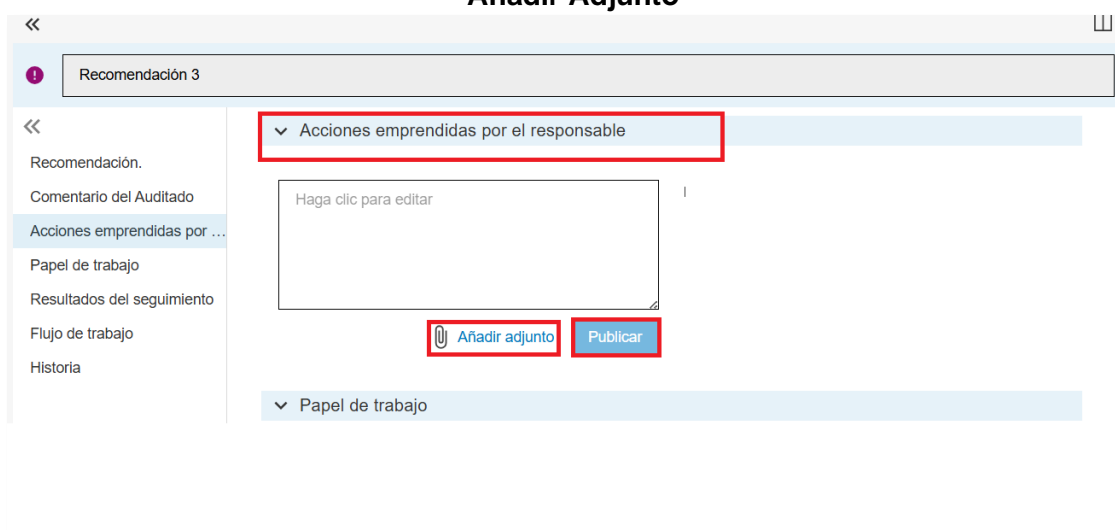 Añadir Adjunto
Recomendación 3
Recomendación.
Comentario del Auditado
Acciones emprendidas por ...
Papel de trabajo
Resultados del seguimiento
Flujo de trabajo
Historia
Acciones emprendidas por el responsable
Haga clic para editar
Añadir adjunto
Publicar
Papel de trabajo